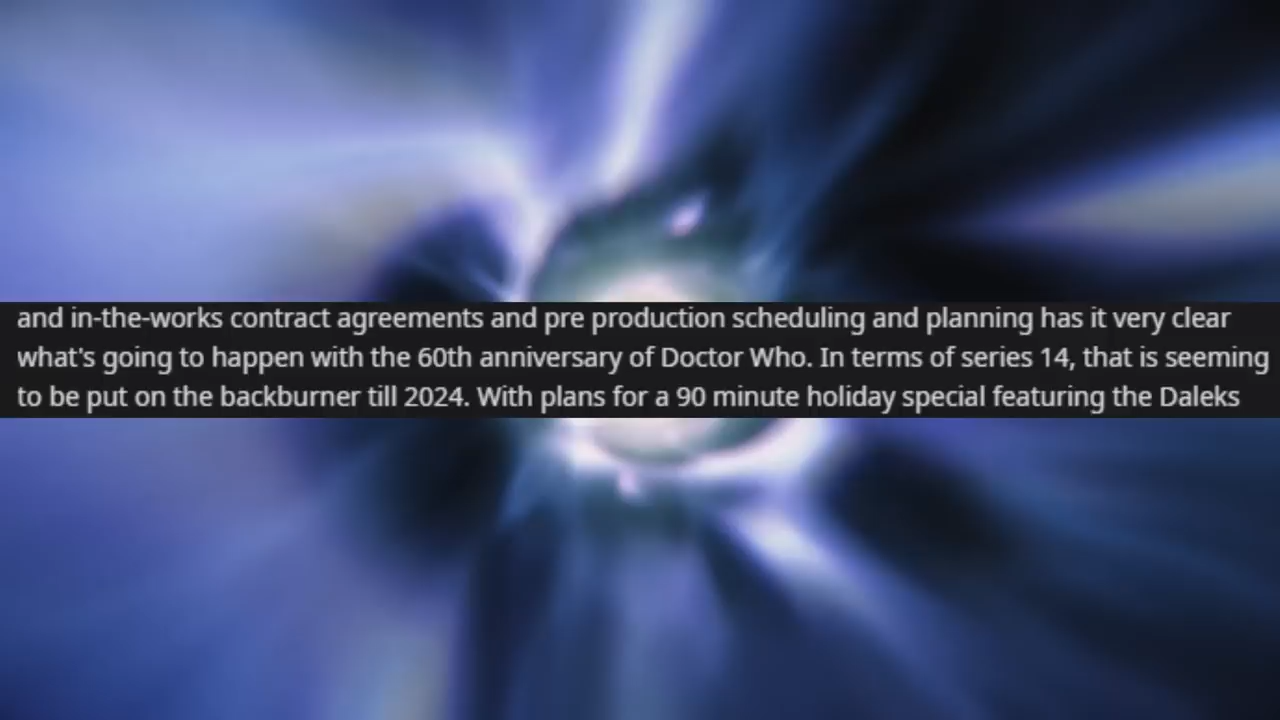 and in-the-works contract agreements and pre production scheduling and planning has it very clear
what's going to happen with the 60th anniversary of Doctor Who. In terms of series 14, that is seeming
to be put on the backburner till 2024. With plans for a 90 minute holiday special featuring the Daleks